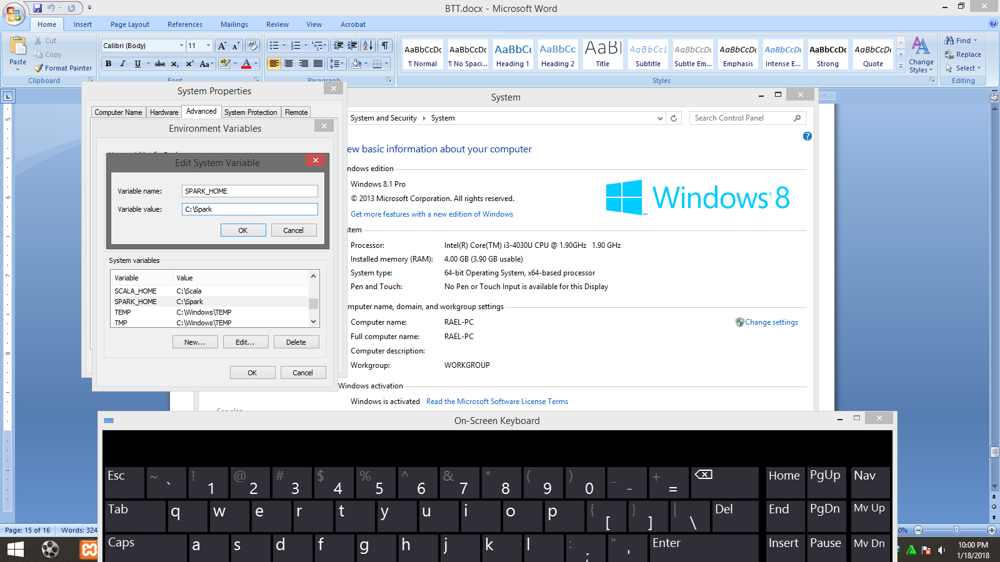 BTT.docx - Microsoft Word
Home Insert Page Layout References Mailings Review View Acrobat
Cut
Copy
Format Painter
Paste
Clipboard
Calibri (Body) 11
Font
Paragraph
AaBbCcDc AaBbCcDc AaBbCc AaBbCc AaBl AaBbCcL AaBbCcDc AaBbCcDc AaBbCcDc AaBbCcDc AaBbCcDc
¶ Normal ¶ No Spaci... Heading 1 Heading 2 Title Subtitle Subtle Em... Emphasis Intense E... Strong Quote
Change Styles
Styles
Find
Replace
Select
Editing
System Properties
Computer Name Hardware Advanced System Protection Remote
Environment Variables
Edit System Variable
Variable name: SPARK_HOME
Variable value: C:\Spark
OK Cancel
System variables
Variable Value
SCALA_HOME C:\Scala
SPARK_HOME C:\Spark
TEMP C:\Windows\TEMP
TMP C:\Windows\TEMP
New... Edit... Delete
OK Cancel
System
System and Security System
Search Control Panel
ew basic information about your computer
ndows edition
Windows 8.1 Pro
© 2013 Microsoft Corporation. All rights reserved.
Get more features with a new edition of Windows
Windows 8
tem
Processor: Intel(R) Core(TM) i3-4030U CPU @ 1.90GHz 1.90 GHz
Installed memory (RAM): 4.00 GB (3.90 GB usable)
System type: 64-bit Operating System, x64-based processor
Pen and Touch: No Pen or Touch Input is available for this Display
mputer name, domain, and workgroup settings
Computer name: RAEL-PC
Change settings
Full computer name: RAEL-PC
Computer description:
Workgroup: WORKGROUP
Windows activation
Windows is activated Read the Microsoft Software License Terms
On-Screen Keyboard
Esc ~ ` ! 1 @ 2 # 3 $ 4 % 5 ^ 6 & 7 * 8 ( 9 ) 0 _ - + = Home PgUp Nav
Tab q w e r t y u i o p { [ } ] | \ Del End PgDn Mv Up
Caps a s d f g h j k l : ; " ' Enter Insert Pause Mv Dn
Page: 15 of 16 Words: 324
0%
10:00 PM
1/18/2018